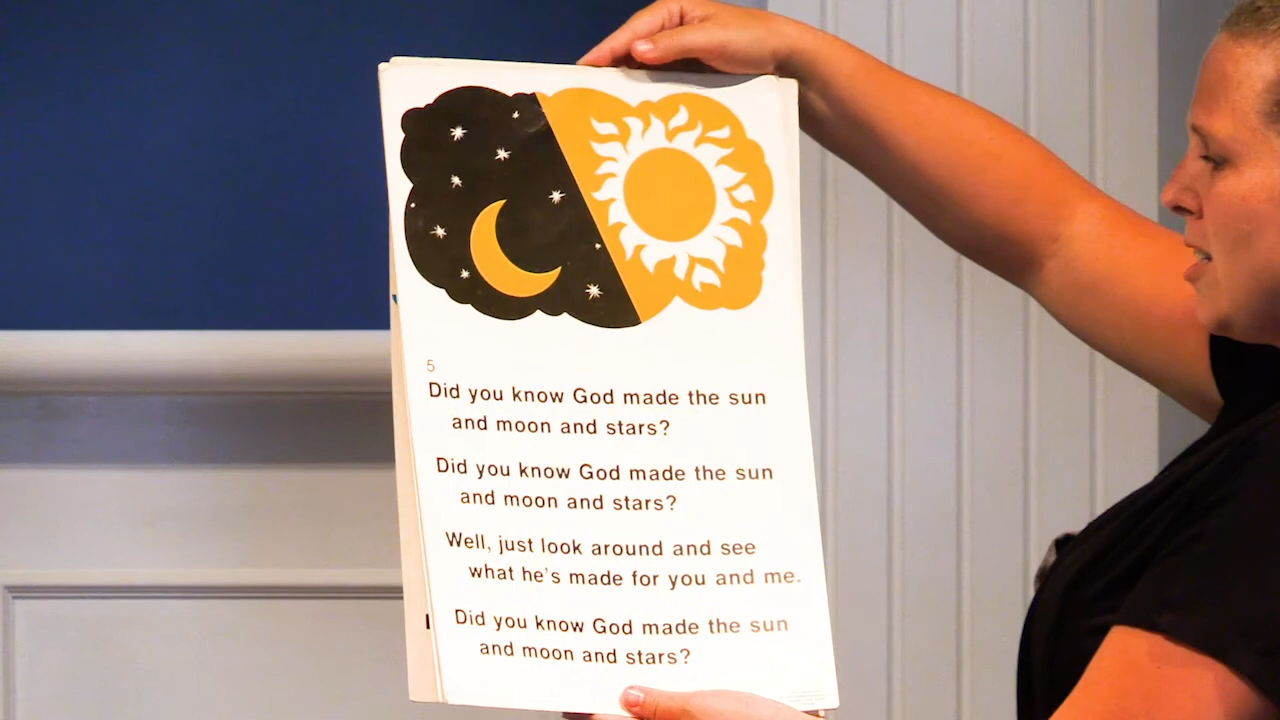 5
Did you know God made the sun
and moon and stars?
Did you know God made the sun
and moon and stars?
Well, just look around and see
what he's made for you and me.
Did you know God made the sun
and moon and stars?